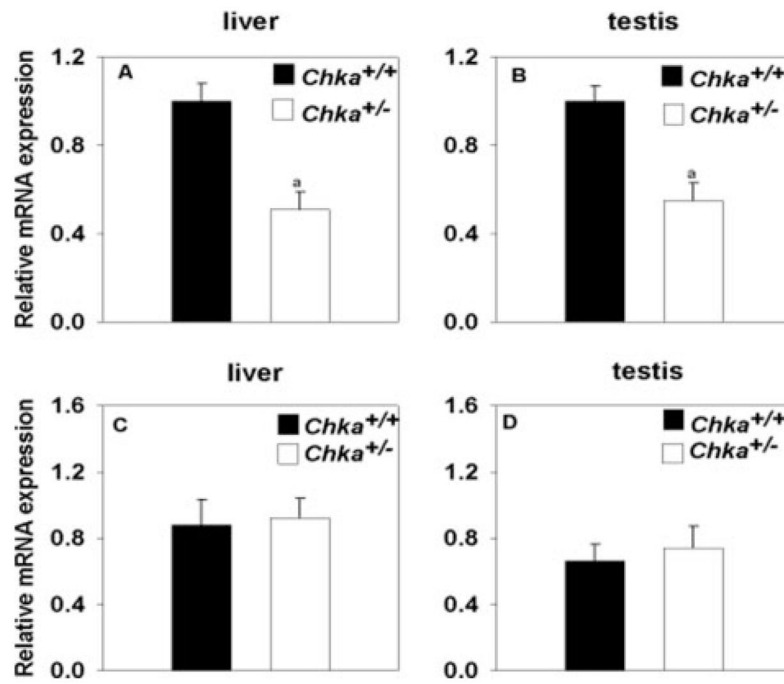 liver
Relative mRNA expression
1.2
0.8
0.4
0.0
A
Chka+/+
Chka+/-
a
testis
1.2
0.8
0.4
0.0
B
Chka+/+
Chka+/-
a
liver
Relative mRNA expression
1.6
1.2
0.8
0.4
0.0
C
Chka+/+
Chka+/-
testis
1.6
1.2
0.8
0.4
0.0
D
Chka+/+
Chka+/-